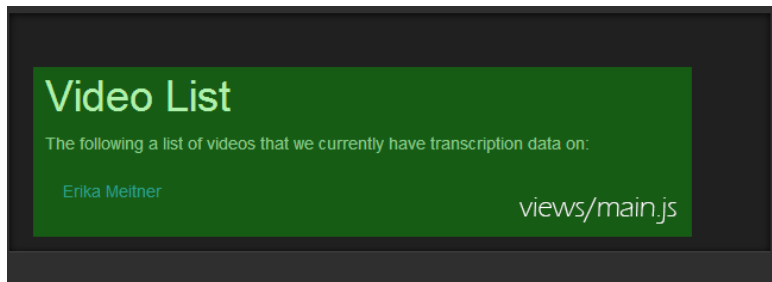 Video List
The following a list of videos that we currently have transcription data on:
Erika Meitner
views/main.js